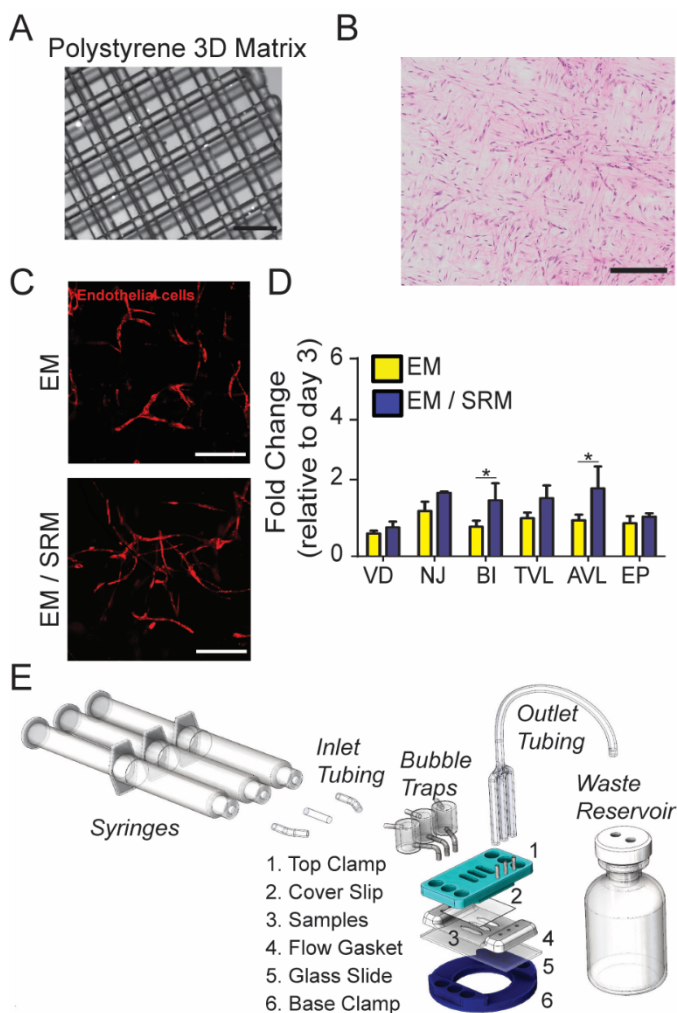 A
Polystyrene 3D Matrix
B
C
Endothelial cells
EM
EM / SRM
D
Fold Change
(relative to day 3)
6
4
2
0
EM
EM / SRM
*
*
VD NJ BI TVL AVL EP
E
Syringes
Inlet
Tubing
Bubble
Traps
Outlet
Tubing
Waste
Reservoir
1. Top Clamp
2. Cover Slip
3. Samples
4. Flow Gasket
5. Glass Slide
6. Base Clamp
1
2
3
4
5
6